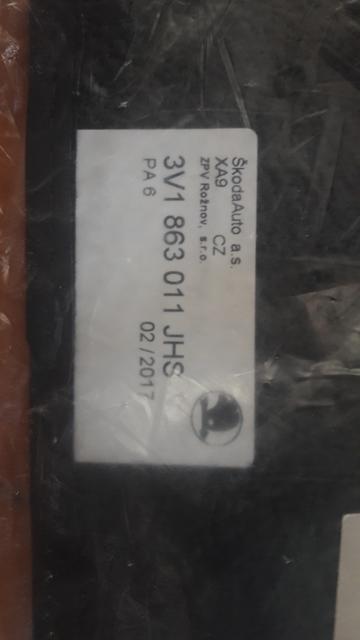 ŠkodaAuto a.s.
XA9 CZ
ZPV Rožnov, s.r.o.
3V1 863 011 JHS
PA 6 02/2017